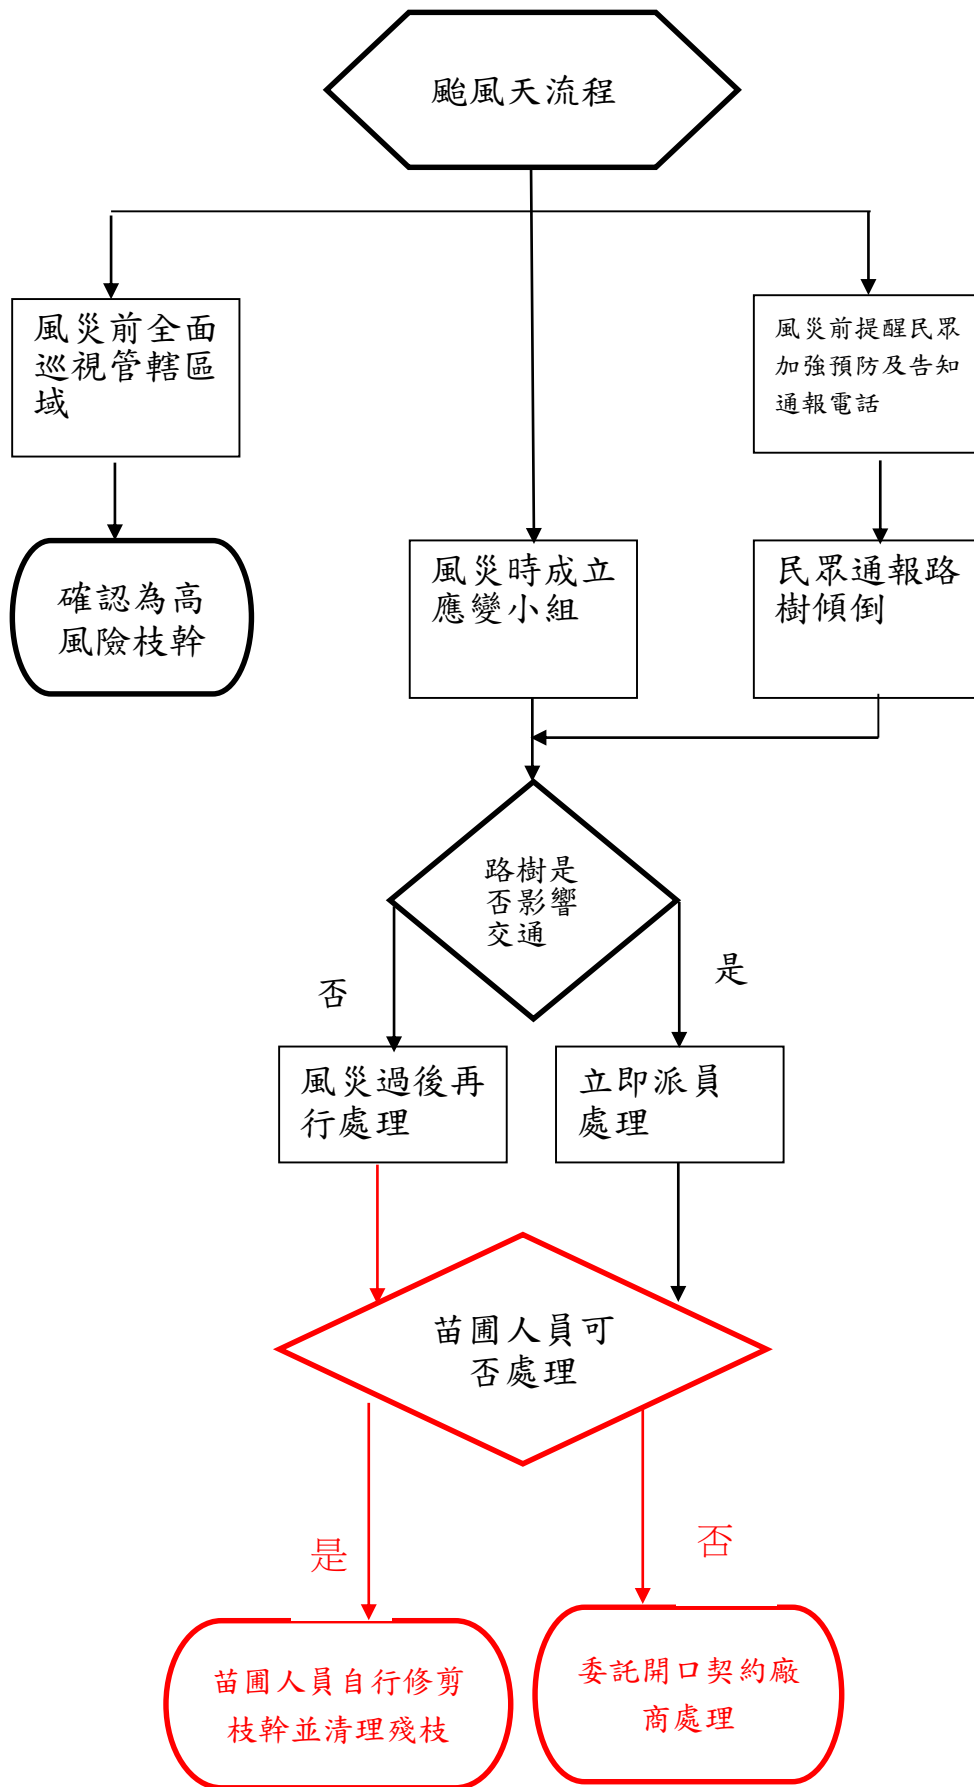 颱風天流程
風災前全面
巡視管轄區
域
風災前提醒民眾
加強預防及告知
通報電話
確認為高
風險枝幹
風災時成立
應變小組
民眾通報路
樹傾倒
路樹是
否影響
交通
否
是
風災過後再
行處理
立即派員
處理
苗圃人員可
否處理
是
否
苗圃人員自行修剪
枝幹並清理殘枝
委託開口契約廠
商處理